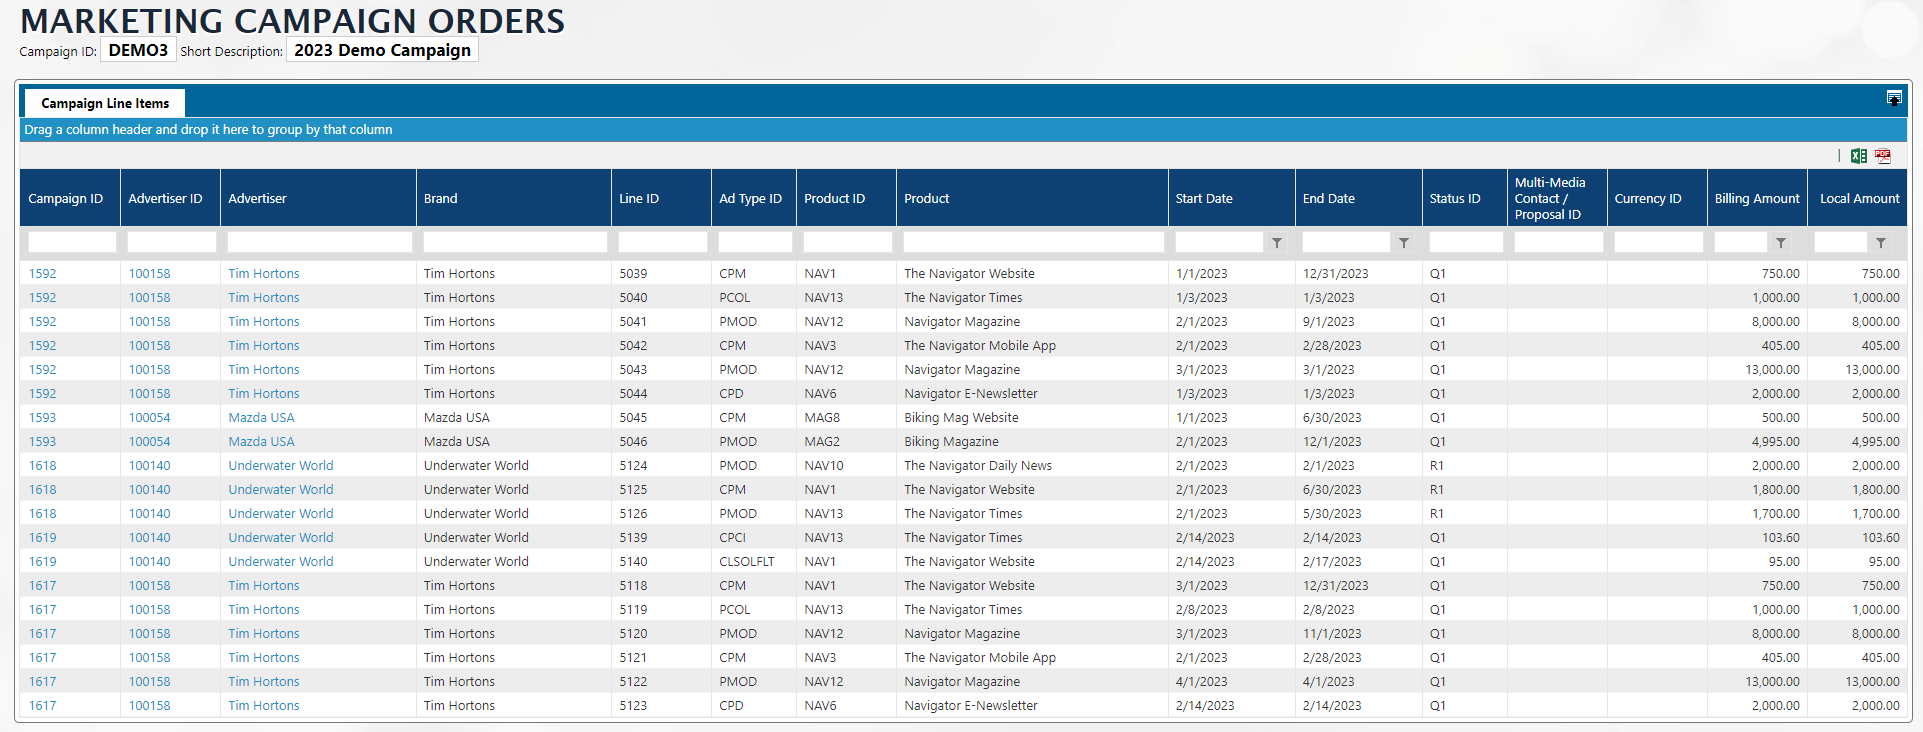 MARKETING CAMPAIGN ORDERS
Campaign ID: DEMO3 Short Description: 2023 Demo Campaign
Campaign Line Items
Drag a column header and drop it here to group by that column
Campaign ID Advertiser ID Advertiser Brand Line ID Ad Type ID Product ID Product Start Date End Date Status ID Multi-Media Contact / Proposal ID Currency ID Billing Amount Local Amount
1592 100158 Tim Hortons Tim Hortons 5039 CPM NAV1 The Navigator Website 1/1/2023 12/31/2023 Q1 750.00 750.00
1592 100158 Tim Hortons Tim Hortons 5040 PCOL NAV13 The Navigator Times 1/3/2023 1/3/2023 Q1 1,000.00 1,000.00
1592 100158 Tim Hortons Tim Hortons 5041 PMOD NAV12 Navigator Magazine 2/1/2023 9/1/2023 Q1 8,000.00 8,000.00
1592 100158 Tim Hortons Tim Hortons 5042 CPM NAV3 The Navigator Mobile App 2/1/2023 2/28/2023 Q1 405.00 405.00
1592 100158 Tim Hortons Tim Hortons 5043 PMOD NAV12 Navigator Magazine 3/1/2023 3/1/2023 Q1 13,000.00 13,000.00
1592 100158 Tim Hortons Tim Hortons 5044 CPD NAV6 Navigator E-Newsletter 1/3/2023 1/3/2023 Q1 2,000.00 2,000.00
1593 100054 Mazda USA Mazda USA 5045 CPM MAG8 Biking Mag Website 1/1/2023 6/30/2023 Q1 500.00 500.00
1593 100054 Mazda USA Mazda USA 5046 PMOD MAG2 Biking Magazine 2/1/2023 12/1/2023 Q1 4,995.00 4,995.00
1618 100140 Underwater World Underwater World 5124 PMOD NAV10 The Navigator Daily News 2/1/2023 2/1/2023 R1 2,000.00 2,000.00
1618 100140 Underwater World Underwater World 5125 CPM NAV1 The Navigator Website 2/1/2023 6/30/2023 R1 1,800.00 1,800.00
1618 100140 Underwater World Underwater World 5126 PMOD NAV13 The Navigator Times 2/1/2023 5/30/2023 R1 1,700.00 1,700.00
1619 100140 Underwater World Underwater World 5139 CPCI NAV13 The Navigator Times 2/14/2023 2/14/2023 Q1 103.60 103.60
1619 100140 Underwater World Underwater World 5140 CLSOLFLT NAV1 The Navigator Website 2/14/2023 2/17/2023 Q1 95.00 95.00
1617 100158 Tim Hortons Tim Hortons 5118 CPM NAV1 The Navigator Website 3/1/2023 12/31/2023 Q1 750.00 750.00
1617 100158 Tim Hortons Tim Hortons 5119 PCOL NAV13 The Navigator Times 2/8/2023 2/8/2023 Q1 1,000.00 1,000.00
1617 100158 Tim Hortons Tim Hortons 5120 PMOD NAV12 Navigator Magazine 3/1/2023 11/1/2023 Q1 8,000.00 8,000.00
1617 100158 Tim Hortons Tim Hortons 5121 CPM NAV3 The Navigator Mobile App 2/1/2023 2/28/2023 Q1 405.00 405.00
1617 100158 Tim Hortons Tim Hortons 5122 PMOD NAV12 Navigator Magazine 4/1/2023 4/1/2023 Q1 13,000.00 13,000.00
1617 100158 Tim Hortons Tim Hortons 5123 CPD NAV6 Navigator E-Newsletter 2/14/2023 2/14/2023 Q1 2,000.00 2,000.00